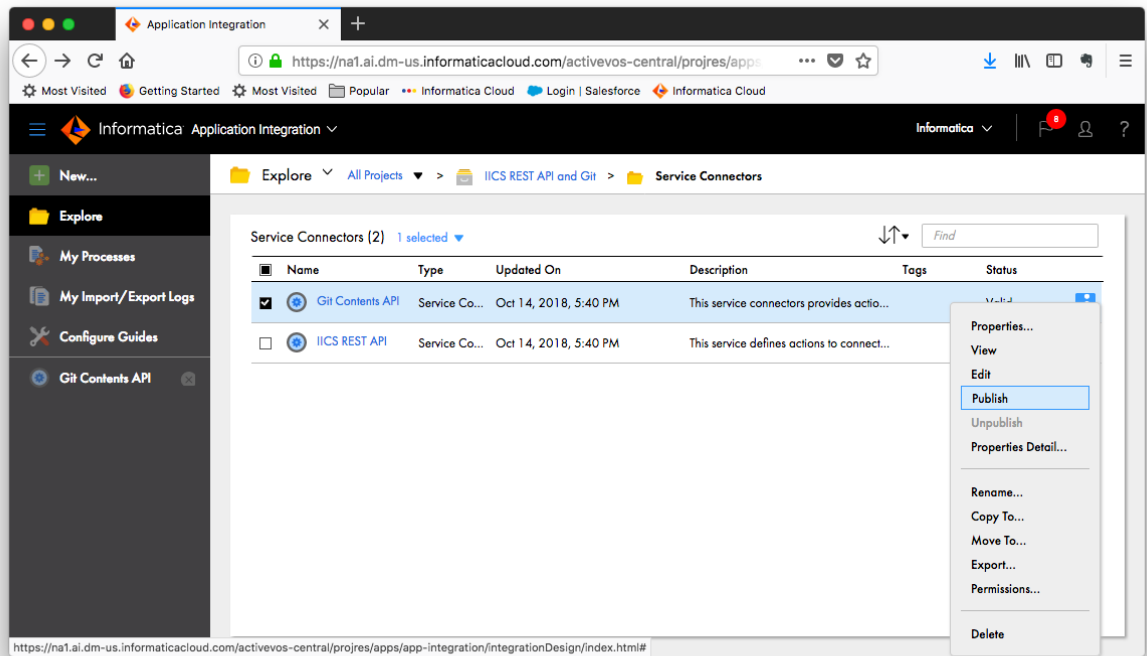 Application Integration
https://na1.ai.dm-us.informaticacloud.com/activevos-central/projres/apps
Most Visited Getting Started Most Visited Popular Informatica Cloud Login | Salesforce Informatica Cloud
Informatica Application Integration Informatica 8 ?
New... Explore All Projects > IICS REST API and Git > Service Connectors
Explore
Service Connectors (2) 1 selected Find
My Processes
Name Type Updated On Description Tags Status
My Import/Export Logs
Git Contents API Service Co... Oct 14, 2018, 5:40 PM This service connectors provides actio... Valid
Configure Guides
IICS REST API Service Co... Oct 14, 2018, 5:40 PM This service defines actions to connect...
Git Contents API
Properties...
View
Edit
Publish
Unpublish
Properties Detail...
Rename...
Copy To...
Move To...
Export...
Permissions...
Delete
https://na1.ai.dm-us.informaticacloud.com/activevos-central/projres/apps/app-integration/integrationDesign/index.html#